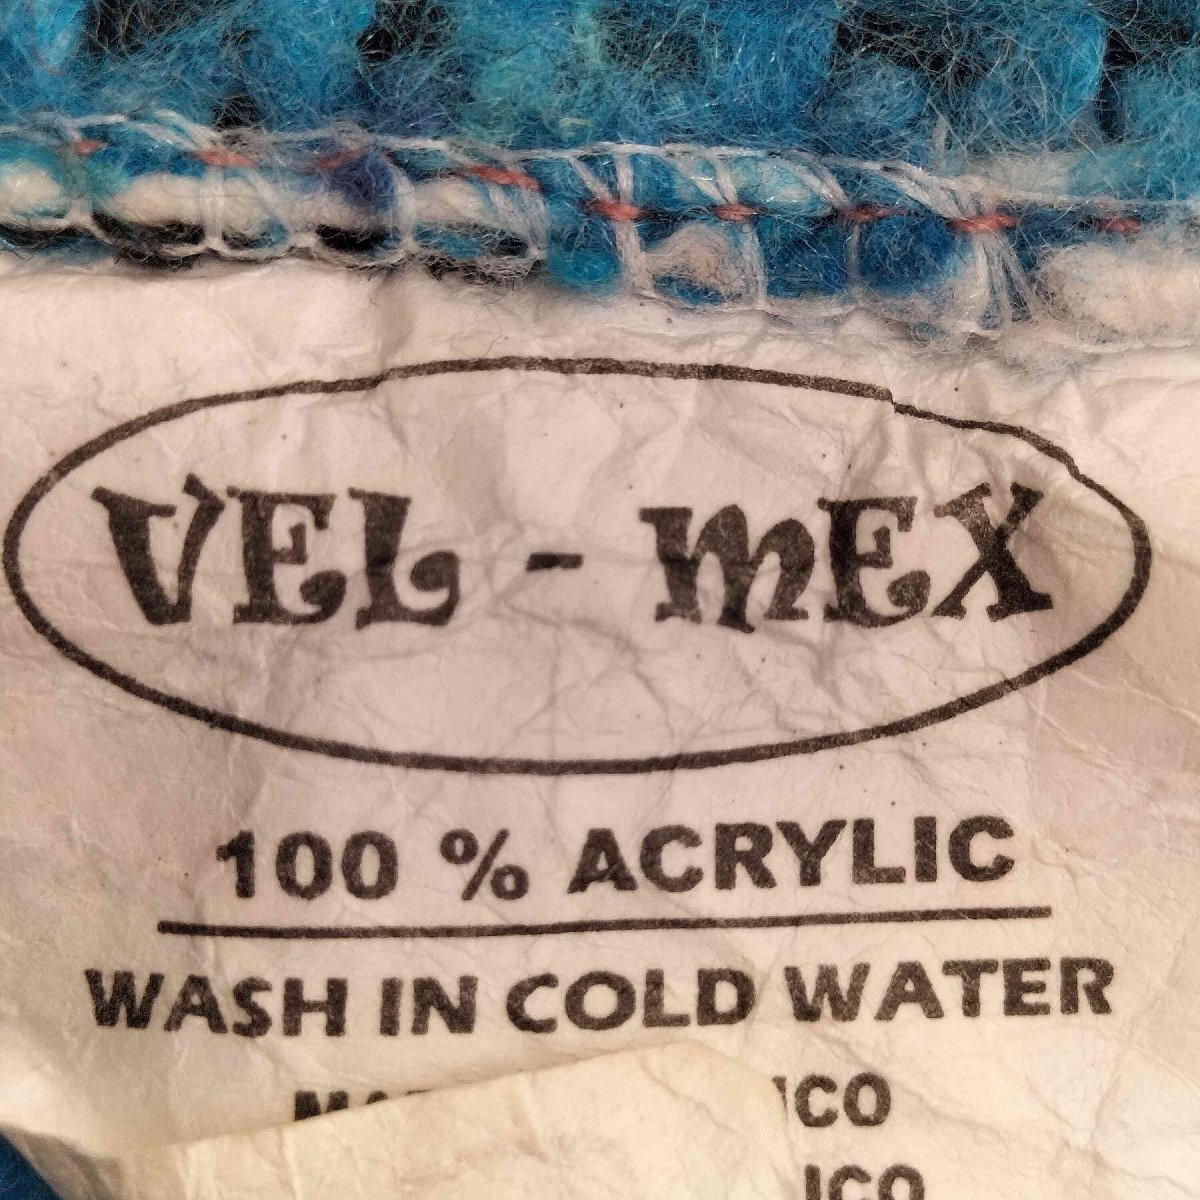 VEL - MEX
100 % ACRYLIC
WASH IN COLD WATER